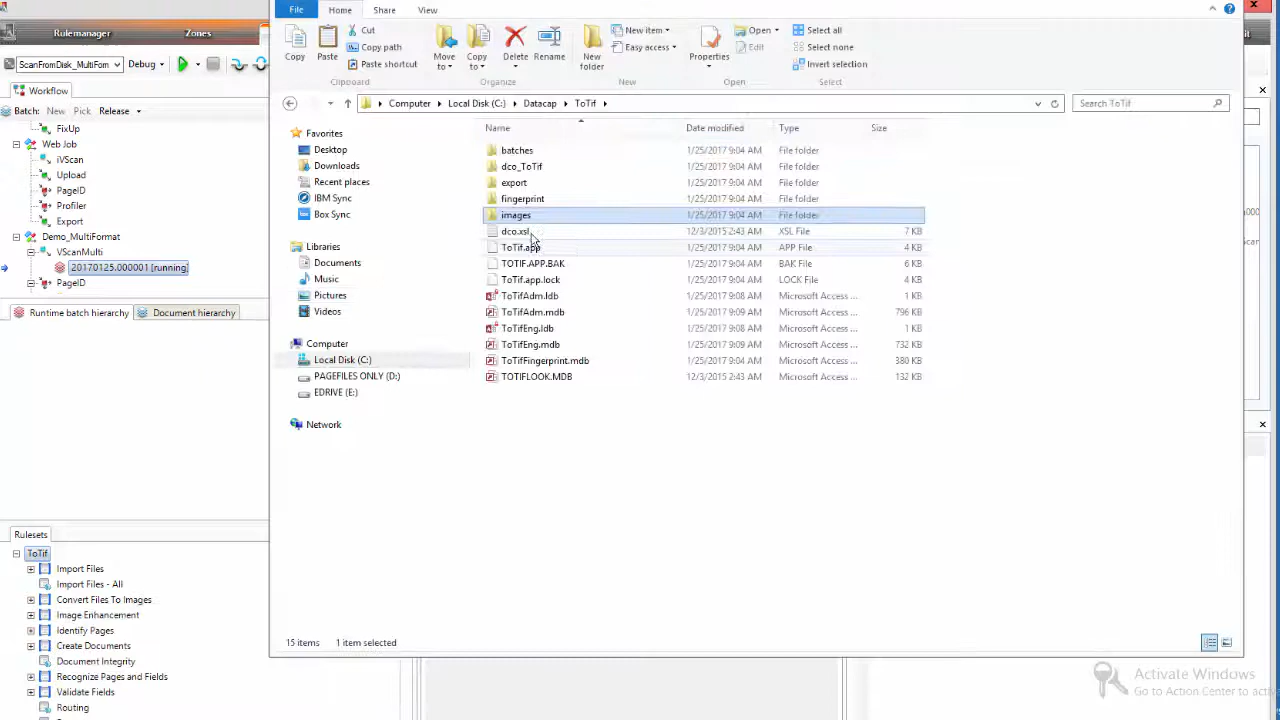 File Home Share View
Rulemanager Zones
Copy Paste Cut Copy path Paste shortcut Move to Copy to Delete Rename New folder New item Easy access Properties Open Edit Select all Select none Invert selection
Clipboard Organize New Open Select
ScanFromDisk_MultiForn Debug
Workflow
Batch: New Pick Release
Computer Local Disk (C:) Datacap ToTif Search ToTif
Name Date modified Type Size
FixUp
Web Job
iVScan
Upload
PageID
Profiler
Export
Demo_MultiFormat
VScanMulti
20170125.000001 [running]
PageID
Runtime batch hierarchy Document hierarchy
Favorites
Desktop
Downloads
Recent places
IBM Sync
Box Sync
Libraries
Documents
Music
Pictures
Videos
Computer
Local Disk (C:)
PAGEFILES ONLY (D:)
EDRIVE (E:)
Network
batches 1/25/2017 9:04 AM File folder
dco_ToTif 1/25/2017 9:04 AM File folder
export 1/25/2017 9:04 AM File folder
fingerprint 1/25/2017 9:04 AM File folder
images 1/25/2017 9:04 AM File folder
dco.xsl 12/3/2015 2:43 AM XSL File 7 KB
ToTif.app 1/25/2017 9:04 AM APP File 4 KB
TOTIF.APP.BAK 1/25/2017 9:04 AM BAK File 6 KB
ToTif.app.lock 1/25/2017 9:04 AM LOCK File 4 KB
ToTifAdm.ldb 1/25/2017 9:08 AM Microsoft Access ... 1 KB
ToTifAdm.mdb 1/25/2017 9:09 AM Microsoft Access ... 796 KB
ToTifEng.ldb 1/25/2017 9:08 AM Microsoft Access ... 1 KB
ToTifEng.mdb 1/25/2017 9:09 AM Microsoft Access ... 732 KB
ToTifFingerprint.mdb 1/25/2017 9:04 AM Microsoft Access ... 380 KB
TOTIFLOOK.MDB 12/3/2015 2:43 AM Microsoft Access ... 132 KB
Rulesets
ToTif
Import Files
Import Files - All
Convert Files To Images
Image Enhancement
Identify Pages
Create Documents
Document Integrity
Recognize Pages and Fields
Validate Fields
Routing
15 items 1 item selected
Activate Windows
Go to Action Center to acti